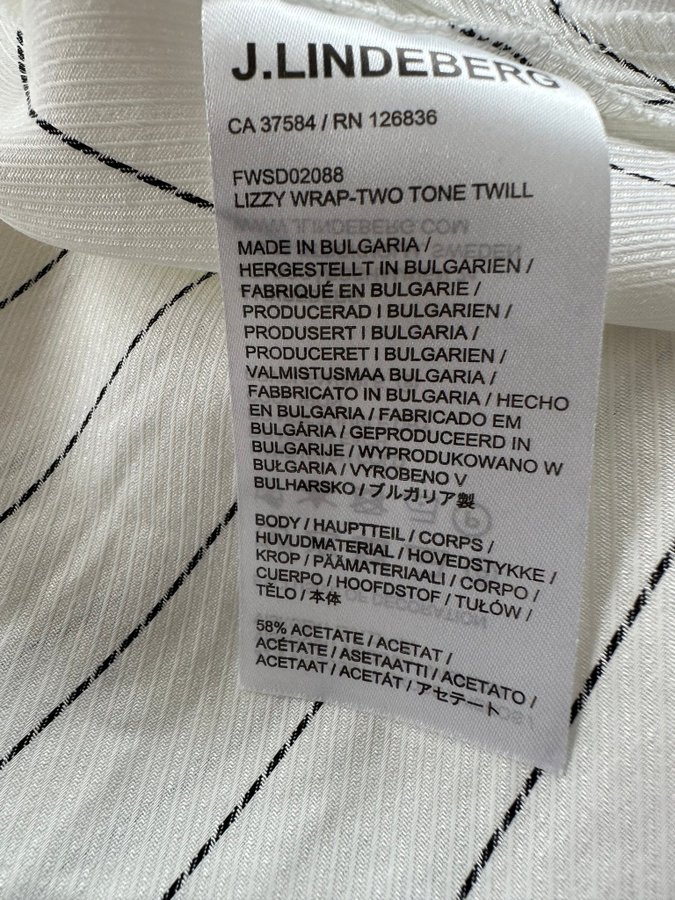 J.LINDEBERG
CA 37584 / RN 126836
FWSD02088
LIZZY WRAP-TWO TONE TWILL
MADE IN BULGARIA /
HERGESTELLT IN BULGARIEN /
FABRIQUÉ EN BULGARIE /
PRODUCERAD I BULGARIEN /
PRODUSERT I BULGARIA /
PRODUCERET I BULGARIEN /
VALMISTUSMAA BULGARIA /
FABBRICATO IN BULGARIA / HECHO
EN BULGARIA / FABRICADO EM
BULGÁRIA / GEPRODUCEERD IN
BULGARIJE / WYPRODUKOWANO W
BUŁGARIA / VYROBENO V
BULHARSKO / ブルガリア製
BODY / HAUPTTEIL / CORPS /
HUVUDMATERIAL / HOVEDSTYKKE /
KROP / PÄÄMATERIAALI / CORPO /
CUERPO / HOOFDSTOF / TUŁÓW /
TĚLO / 本体
58% ACETATE / ACETAT /
ACÉTATE / ASETAATTI / ACETATO /
ACETAAT / ACETÁT / アセテート